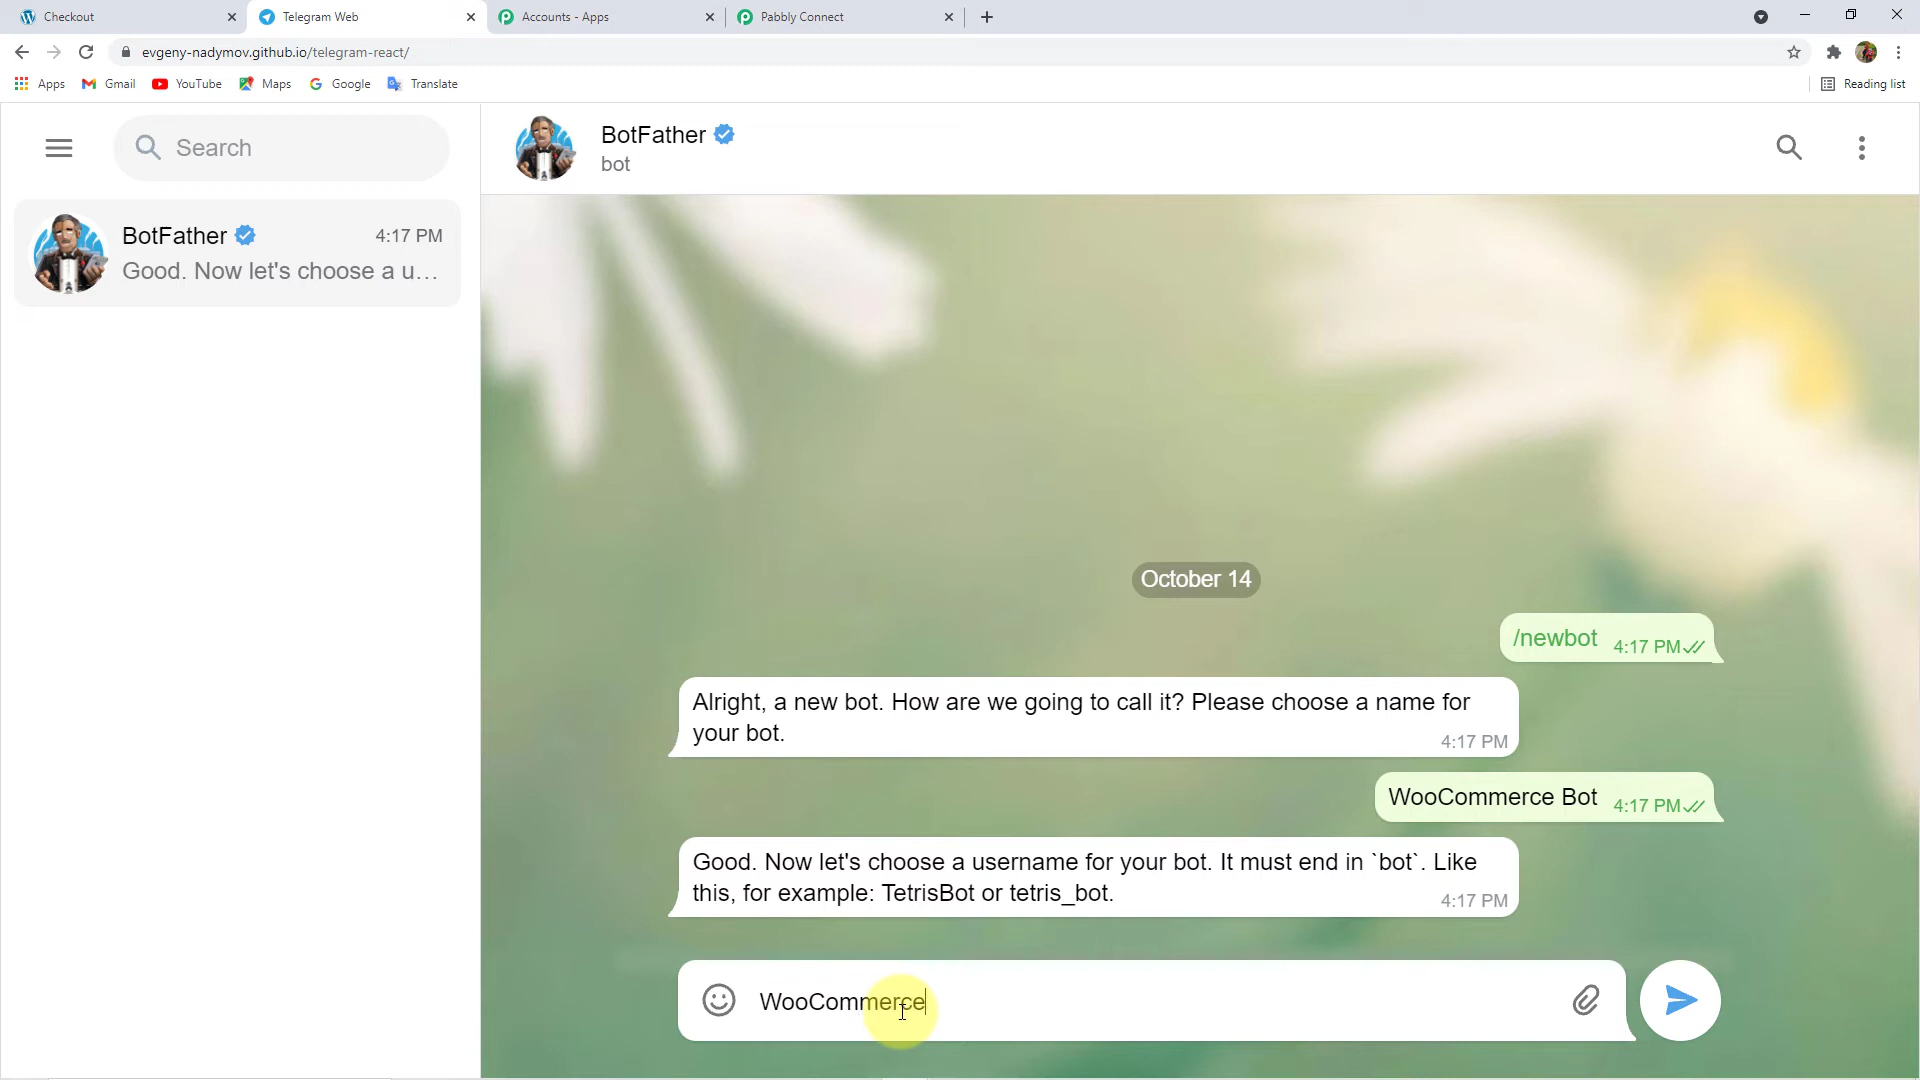 Checkout
Telegram Web
Accounts - Apps
Pabbly Connect
evgeny-nadymov.github.io/telegram-react/
Apps
Gmail
YouTube
Maps
Google
Translate
Reading list
Search
BotFather
bot
BotFather
4:17 PM
Good. Now let's choose a u...
October 14
/newbot
4:17 PM
Alright, a new bot. How are we going to call it? Please choose a name for
your bot.
4:17 PM
WooCommerce Bot
4:17 PM
Good. Now let's choose a username for your bot. It must end in `bot`. Like
this, for example: TetrisBot or tetris_bot.
4:17 PM
WooCommerce